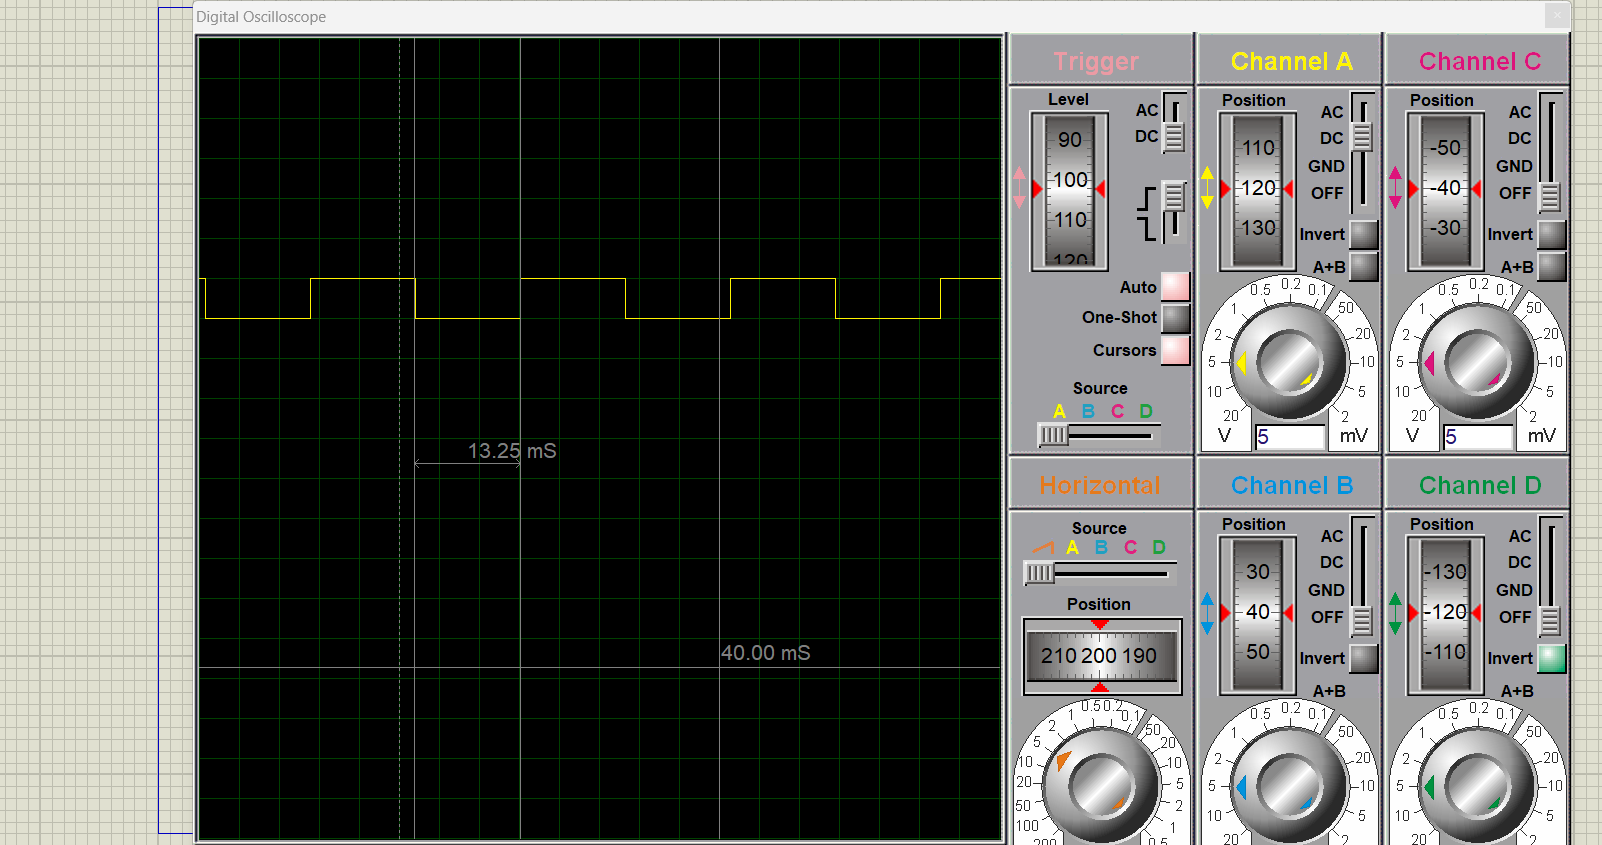 Digital Oscilloscope
13.25 mS
40.00 mS
Trigger
Level
90
100
110
120
AC
DC
Auto
One-Shot
Cursors
Source
A B C D
Channel A
Position
110
120
130
AC
DC
GND
OFF
Invert
A+B
20
10
5
2
1
0.5
0.2
0.1
50
20
10
5
2
V
5
mV
Channel C
Position
-50
-40
-30
AC
DC
GND
OFF
Invert
A+B
20
10
5
2
1
0.5
0.2
0.1
50
20
10
5
2
V
5
mV
Horizontal
Source
A B C D
Position
210 200 190
200
100
50
20
10
5
2
1
0.5
0.2
0.1
50
20
10
5
2
1
0.5
Channel B
Position
30
40
50
AC
DC
GND
OFF
Invert
A+B
20
10
5
2
1
0.5
0.2
0.1
50
20
10
5
2
Channel D
Position
-130
-120
-110
AC
DC
GND
OFF
Invert
A+B
20
10
5
2
1
0.5
0.2
0.1
50
20
10
5
2